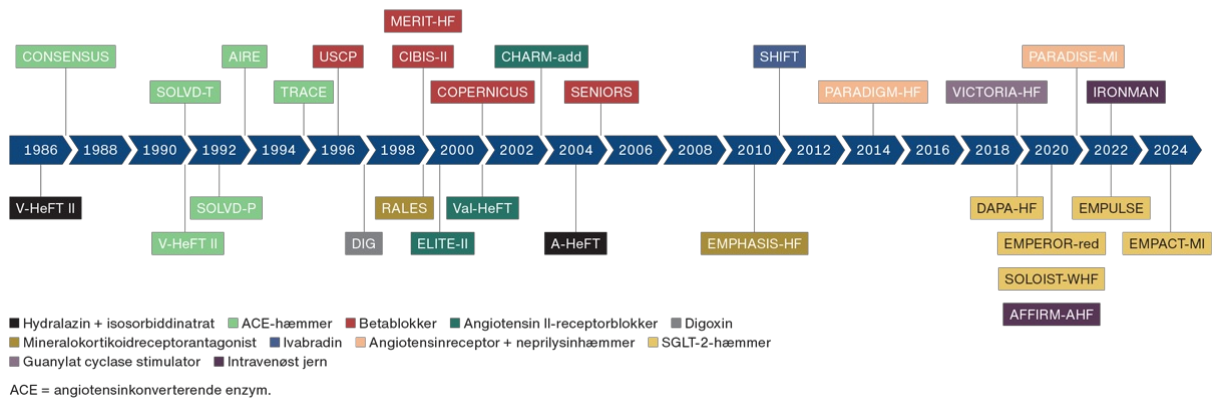 MERIT-HF
CONSENSUS AIRE USCP CIBIS-II CHARM-add SHIFT PARADISE-MI
SOLVD-T TRACE COPERNICUS SENIORS PARADIGM-HF VICTORIA-HF IRONMAN
1986 1988 1990 1992 1994 1996 1998 2000 2002 2004 2006 2008 2010 2012 2014 2016 2018 2020 2022 2024
V-HeFT II SOLVD-P RALES Val-HeFT DAPA-HF EMPULSE
V-HeFT II DIG ELITE-II A-HeFT EMPHASIS-HF EMPEROR-red EMPACT-MI
SOLOIST-WHF
AFFIRM-AHF
Hydralazin + isosorbiddinatrat ACE-hæmmer Betablokker Angiotensin II-receptorblokker Digoxin
Mineralokortikoidreceptorantagonist Ivabradin Angiotensinreceptor + neprilysinhæmmer SGLT-2-hæmmer
Guanylat cyclase stimulator Intravenøst jern
ACE = angiotensinkonverterende enzym.